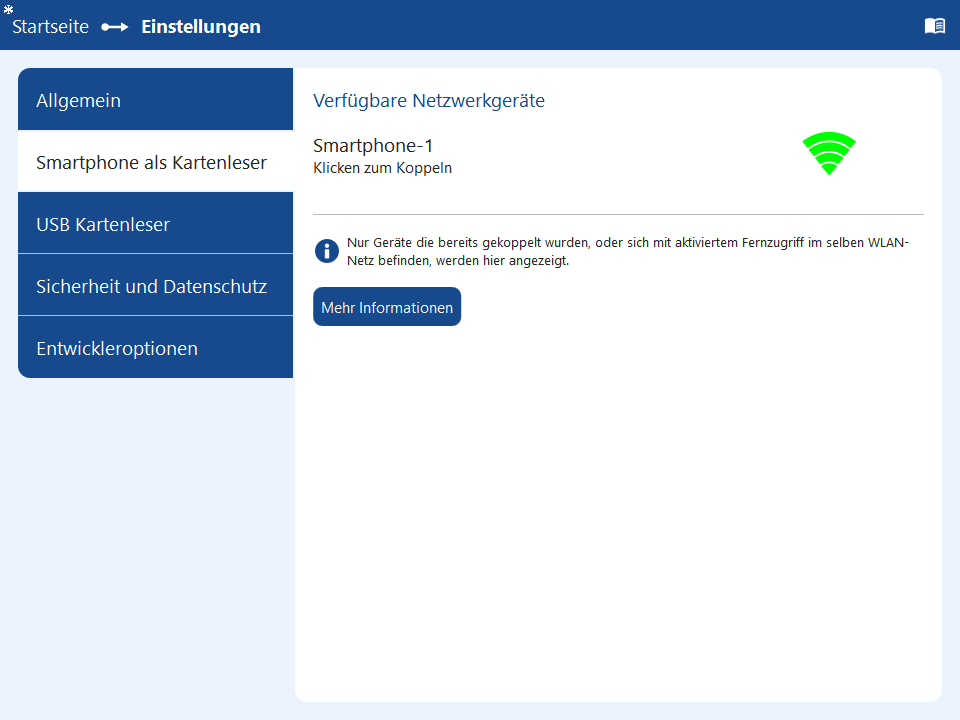 Startseite Einstellungen
Allgemein
Smartphone als Kartenleser
USB Kartenleser
Sicherheit und Datenschutz
Entwickleroptionen
Verfügbare Netzwerkgeräte
Smartphone-1
Klicken zum Koppeln
Nur Geräte die bereits gekoppelt wurden, oder sich mit aktiviertem Fernzugriff im selben WLAN-
Netz befinden, werden hier angezeigt.
Mehr Informationen